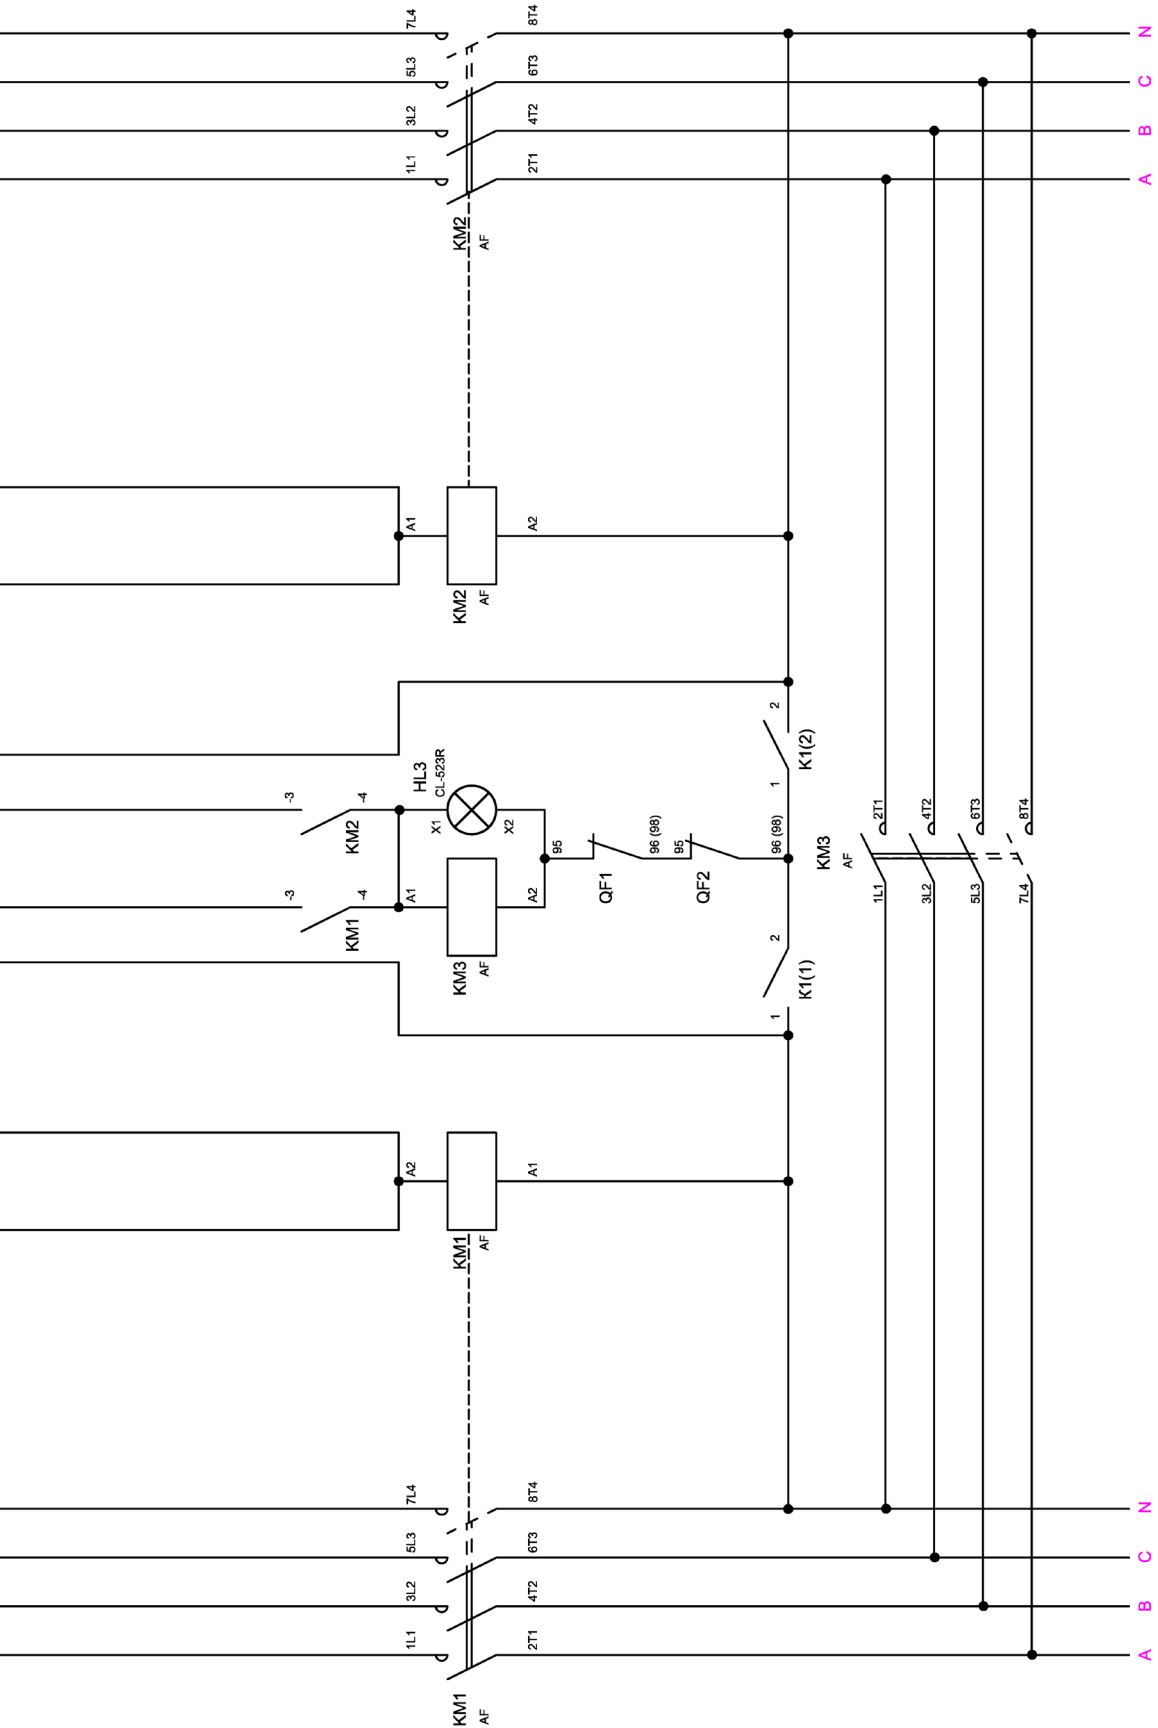 -3
-3
KM1
KM2
-4
-4
1L1
3L2
5L3
7L4
A2
A1
A1
1L1
3L2
5L3
7L4
HL3
CL-523R
X1
KM1
AF
KM1
AF
KM3
AF
KM2
AF
KM2
AF
X2
2T1
4T2
6T3
8T4
A1
A2
A2
2T1
4T2
6T3
8T4
95
QF1
96 (98)
95
QF2
1
2
96 (98)
1
2
K1(1)
K1(2)
KM3
AF
1L1
2T1
3L2
4T2
5L3
6T3
7L4
8T4
A
B
C
N
A
B
C
N